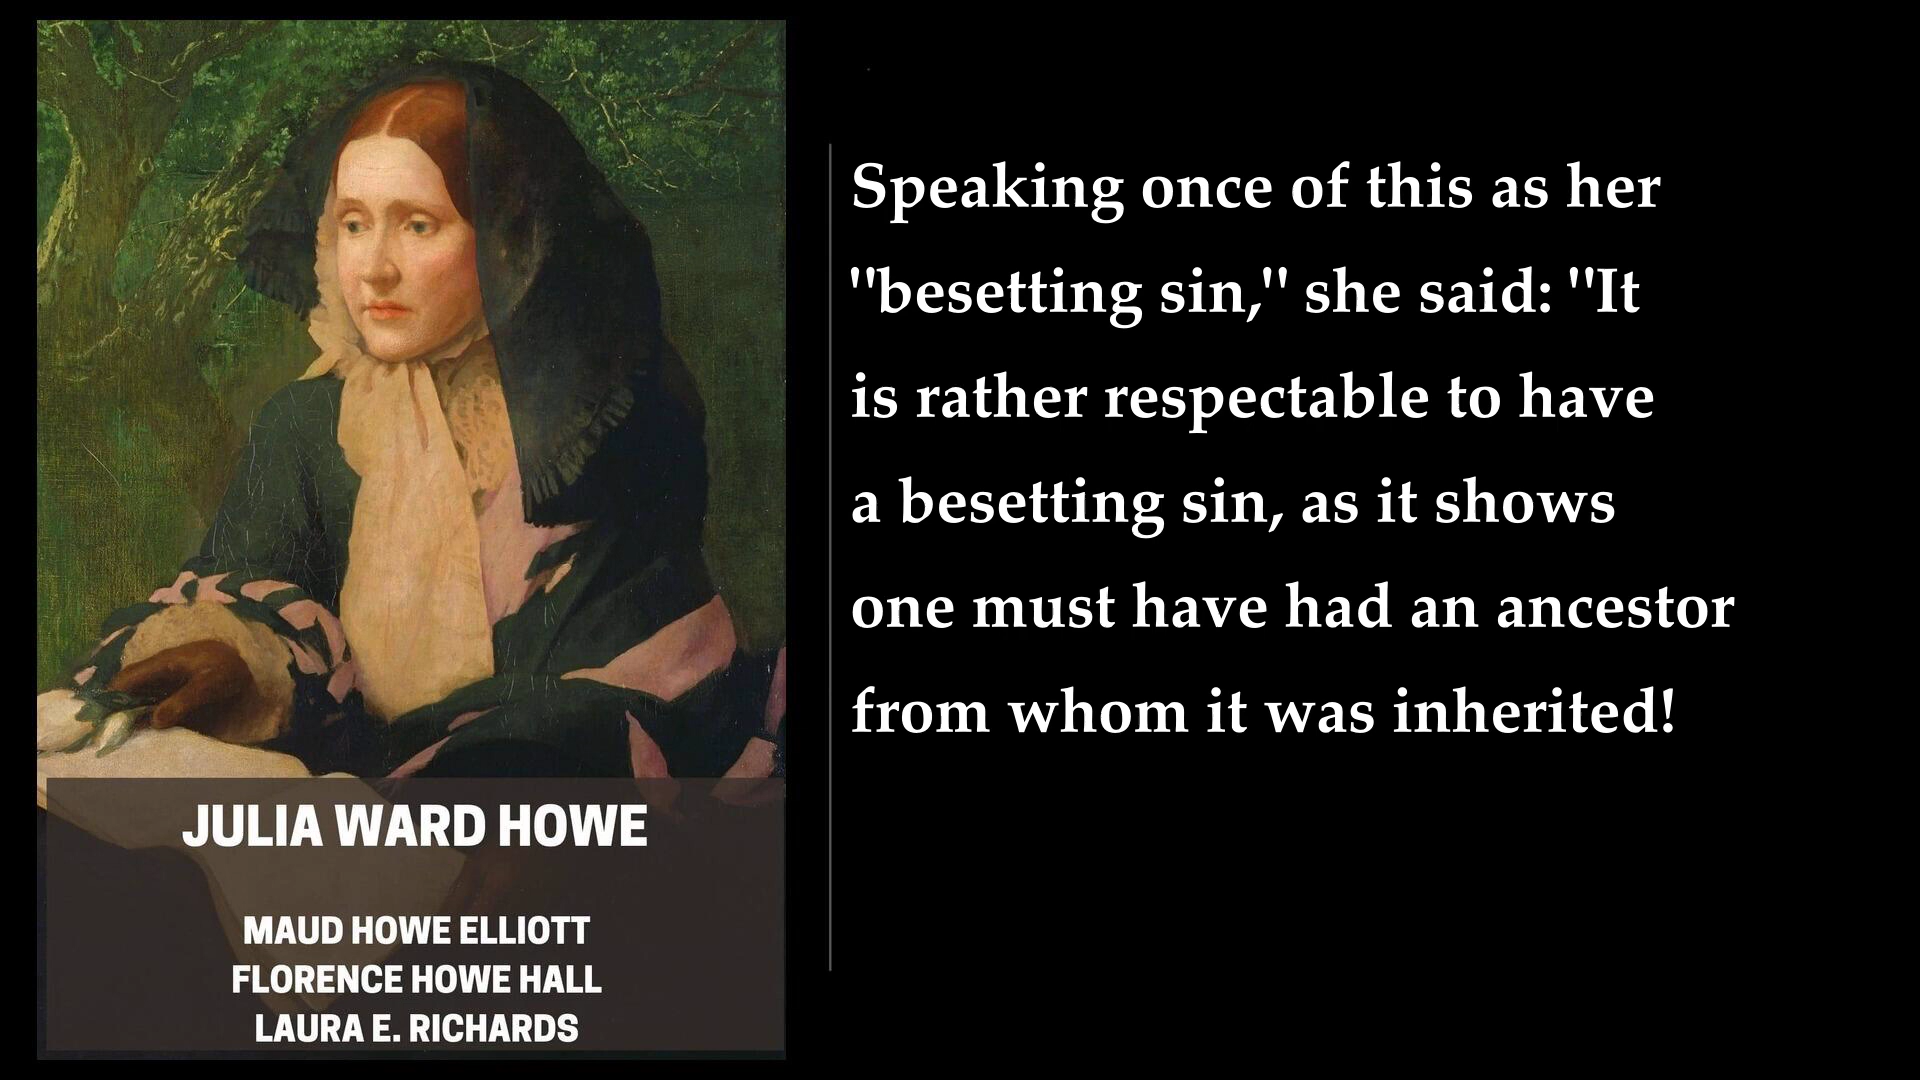 JULIA WARD HOWE
MAUD HOWE ELLIOTT
FLORENCE HOWE HALL
LAURA E. RICHARDS
Speaking once of this as her
"besetting sin," she said: "It
is rather respectable to have
a besetting sin, as it shows
one must have had an ancestor
from whom it was inherited!